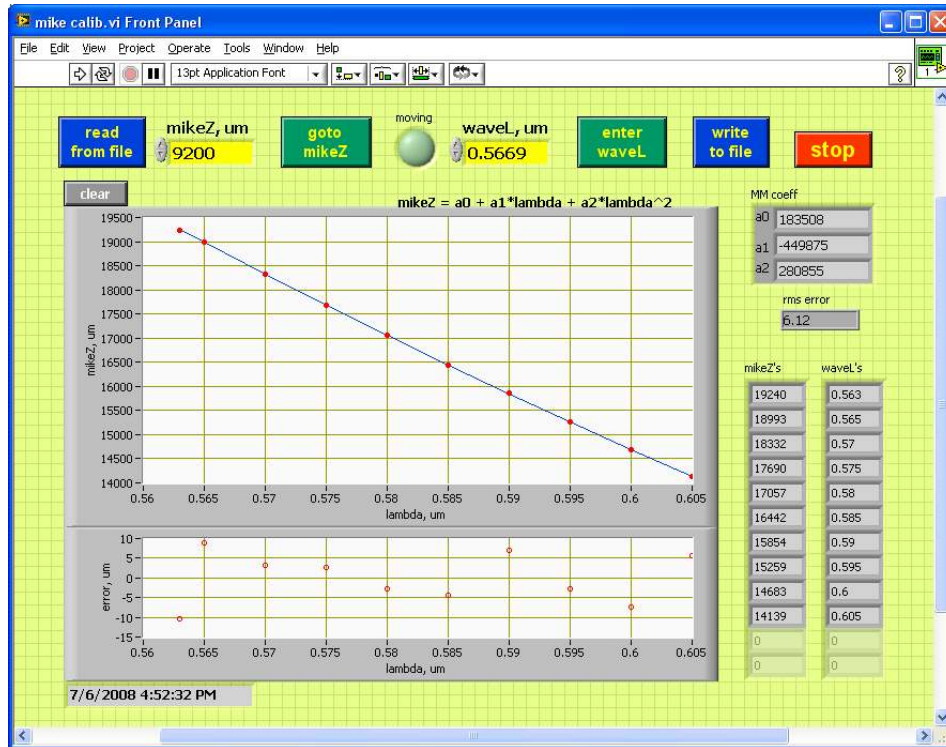 mike calib.vi Front Panel
File Edit View Project Operate Tools Window Help
13pt Application Font
? 1
read from file
mikeZ, um
9200
goto mikeZ
moving
waveL, um
0.5669
enter waveL
write to file
stop
clear
mikeZ = a0 + a1*lambda + a2*lambda^2
19500
19000
18500
18000
17500
17000
16500
16000
15500
15000
14500
14000
mikeZ, um
0.56 0.565 0.57 0.575 0.58 0.585 0.59 0.595 0.6 0.605
lambda, um
10
5
0
-5
-10
-15
error, um
0.56 0.565 0.57 0.575 0.58 0.585 0.59 0.595 0.6 0.605
lambda, um
7/6/2008 4:52:32 PM
MM coeff
a0 183508
a1 -449875
a2 280855
rms error
6.12
mikeZ's waveL's
19240 0.563
18993 0.565
18332 0.57
17690 0.575
17057 0.58
16442 0.585
15854 0.59
15259 0.595
14683 0.6
14139 0.605
0 0
0 0